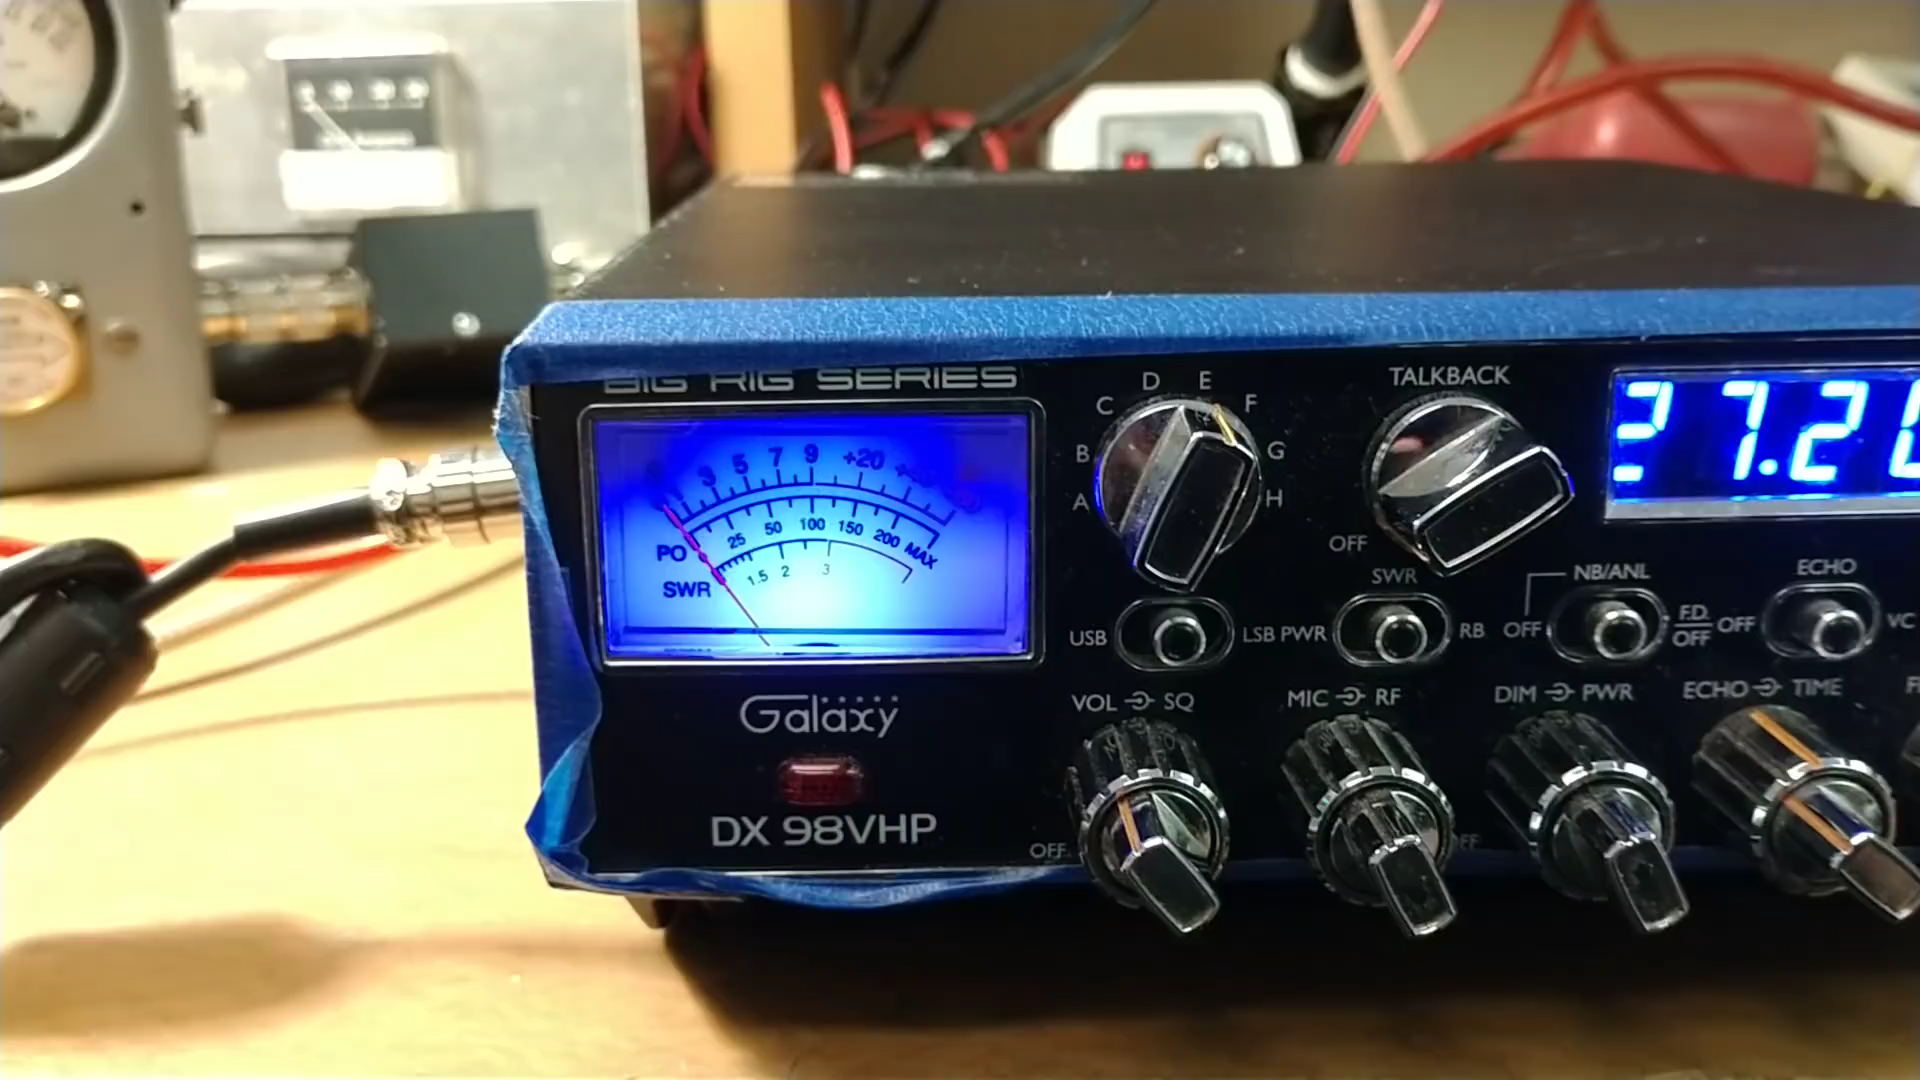 BIG RIG SERIES
3 5 7 9 +20
PO 25 50 100 150 200 MAX
SWR 1.5 2 3
Galaxy
DX 98VHP
A B C D E F G H
TALKBACK
OFF
27.20
USB LSB
SWR
PWR RB
NB/ANL
OFF F.D. OFF
ECHO
OFF VC
VOL SQ
OFF
MIC RF
DIM PWR
ECHO TIME